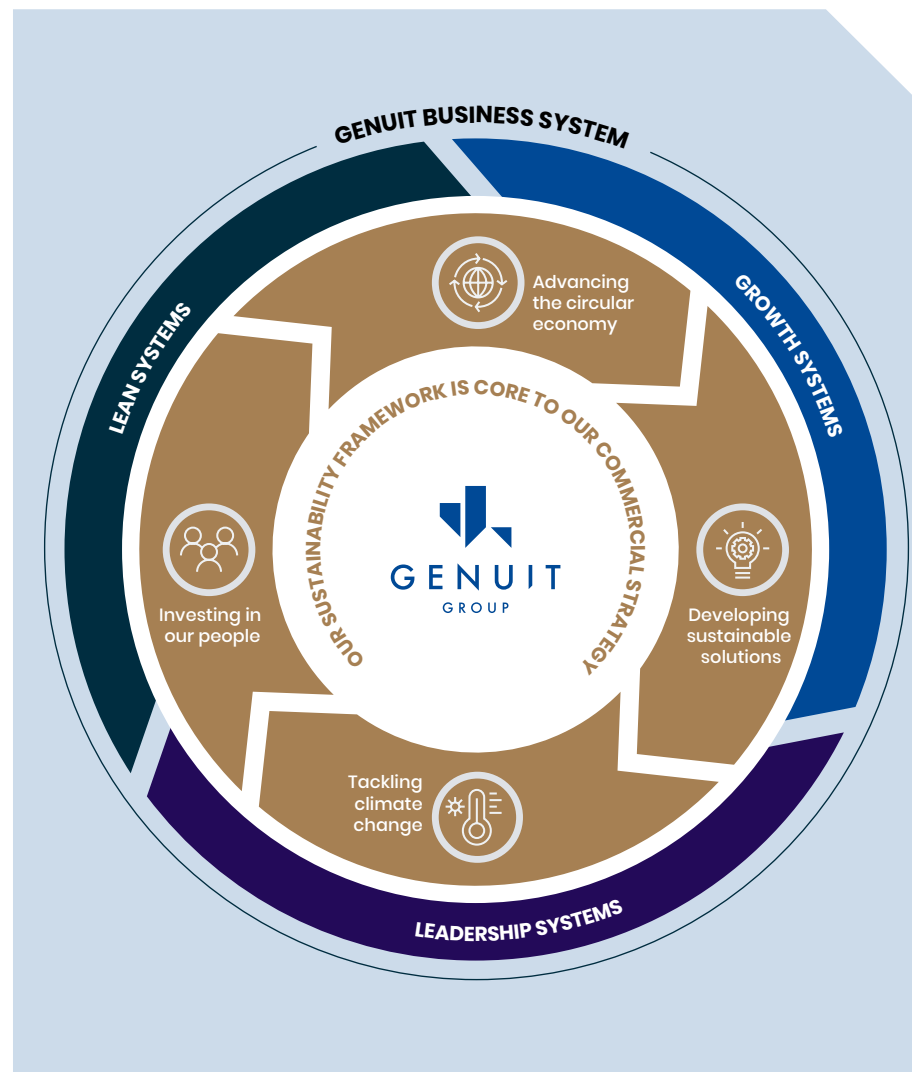 GENUIT BUSINESS SYSTEM
LEAN SYSTEMS
GROWTH SYSTEMS
LEADERSHIP SYSTEMS
Advancing
the circular
economy
Developing
sustainable
solutions
Tackling
climate
change
Investing in
our people
OUR SUSTAINABILITY FRAMEWORK IS CORE TO OUR COMMERCIAL STRATEGY
GENUIT
GROUP